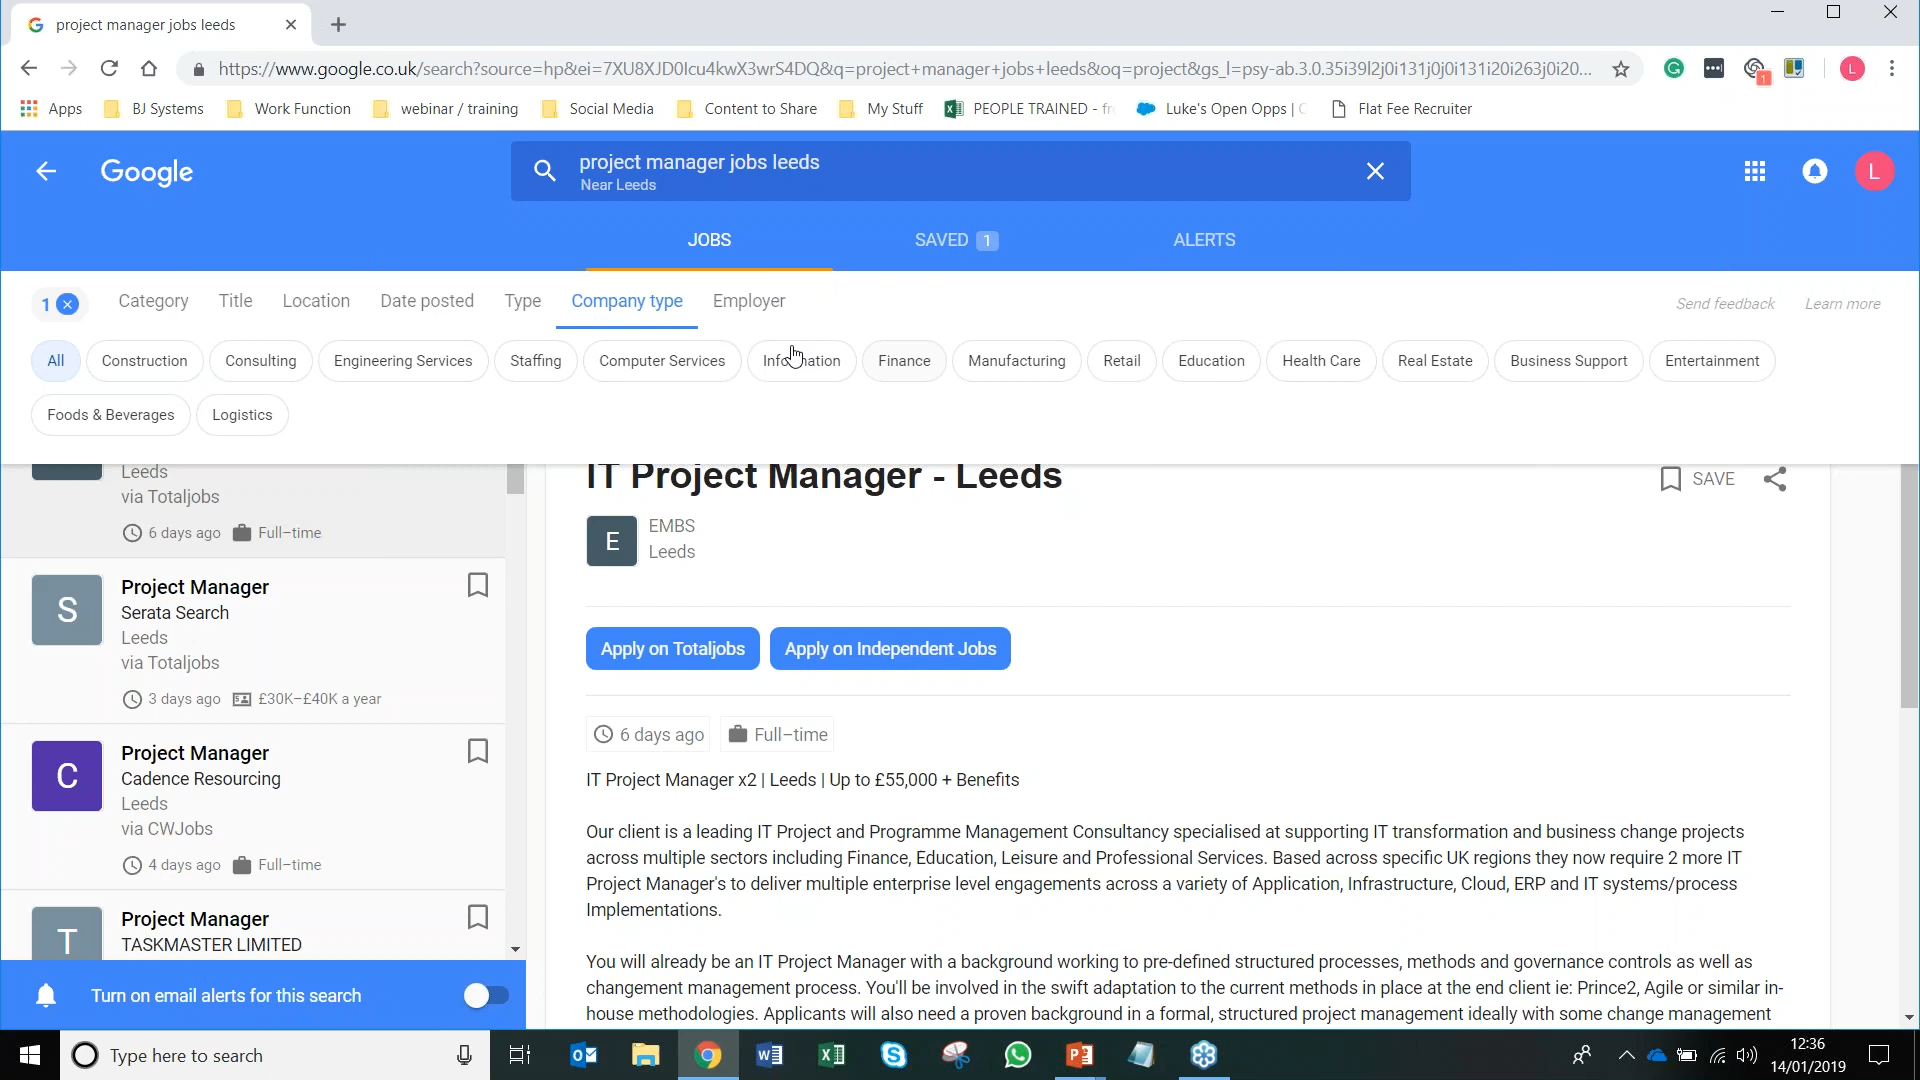 project manager jobs leeds
https://www.google.co.uk/search?source=hp&ei=7XU8XJD0Icu4kwX3wrS4DQ&q=project+manager+jobs+leeds&oq=project&gs_l=psy-ab.3.0.35i39l2j0i131j0j0i131i20i263j0i20...
L
Apps BJ Systems Work Function webinar / training Social Media Content to Share My Stuff PEOPLE TRAINED - Luke's Open Opps | Flat Fee Recruiter
Google
project manager jobs leeds
Near Leeds
L
JOBS SAVED 1 ALERTS
1 Category Title Location Date posted Type Company type Employer Send feedback Learn more
All Construction Consulting Engineering Services Staffing Computer Services Information Finance Manufacturing Retail Education Health Care Real Estate Business Support Entertainment
Foods & Beverages Logistics
Leeds
via Totaljobs
6 days ago Full-time
S
Project Manager
Serata Search
Leeds
via Totaljobs
3 days ago £30K–£40K a year
C
Project Manager
Cadence Resourcing
Leeds
via CWJobs
4 days ago Full-time
T
Project Manager
TASKMASTER LIMITED
Turn on email alerts for this search
IT Project Manager - Leeds
SAVE
E
EMBS
Leeds
Apply on Totaljobs Apply on Independent Jobs
6 days ago Full-time
IT Project Manager x2 | Leeds | Up to £55,000 + Benefits
Our client is a leading IT Project and Programme Management Consultancy specialised at supporting IT transformation and business change projects
across multiple sectors including Finance, Education, Leisure and Professional Services. Based across specific UK regions they now require 2 more IT
Project Manager's to deliver multiple enterprise level engagements across a variety of Application, Infrastructure, Cloud, ERP and IT systems/process
Implementations.
You will already be an IT Project Manager with a background working to pre-defined structured processes, methods and governance controls as well as
changement management process. You'll be involved in the swift adaptation to the current methods in place at the end client ie: Prince2, Agile or similar in-
house methodologies. Applicants will also need a proven background in a formal, structured project management ideally with some change management
Type here to search
12:36
14/01/2019